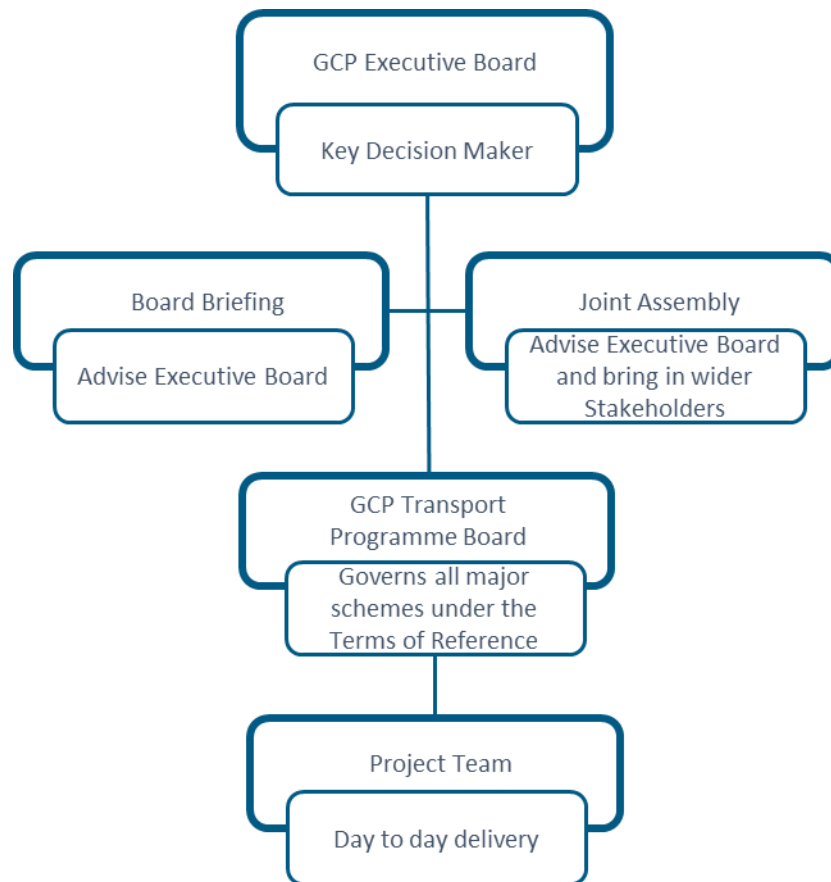 GCP Executive Board
Key Decision Maker
Board Briefing
Advise Executive Board
Joint Assembly
Advise Executive Board
and bring in wider
Stakeholders
GCP Transport
Programme Board
Governs all major
schemes under the
Terms of Reference
Project Team
Day to day delivery